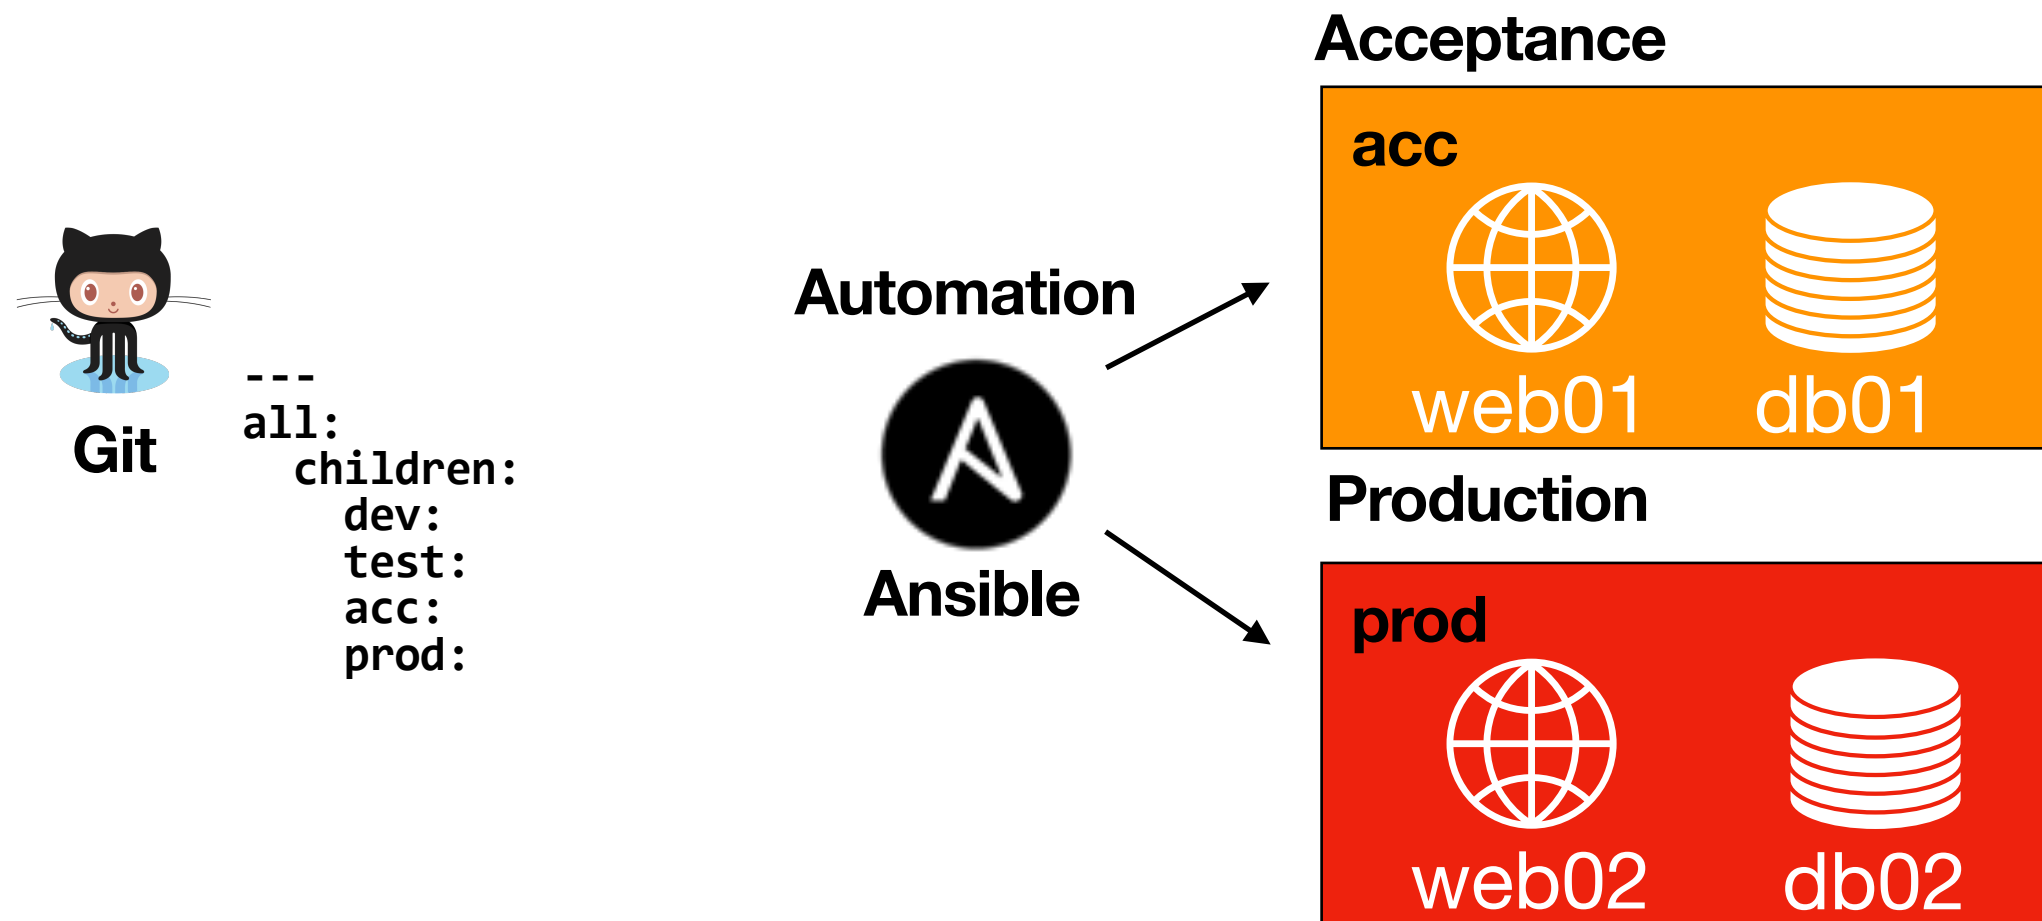 Git
---
all:
  children:
    dev:
    test:
    acc:
    prod:
Automation
Ansible
Acceptance
acc
web01 db01
Production
prod
web02 db02